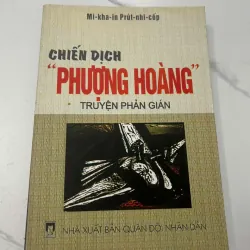 Mi-kha-in Prút-nhi-cốp
CHIẾN DỊCH
"PHƯỢNG HOÀNG"
TRUYỆN PHẢN GIÁN
NHÀ XUẤT BẢN QUÂN ĐỘI NHÂN DÂN